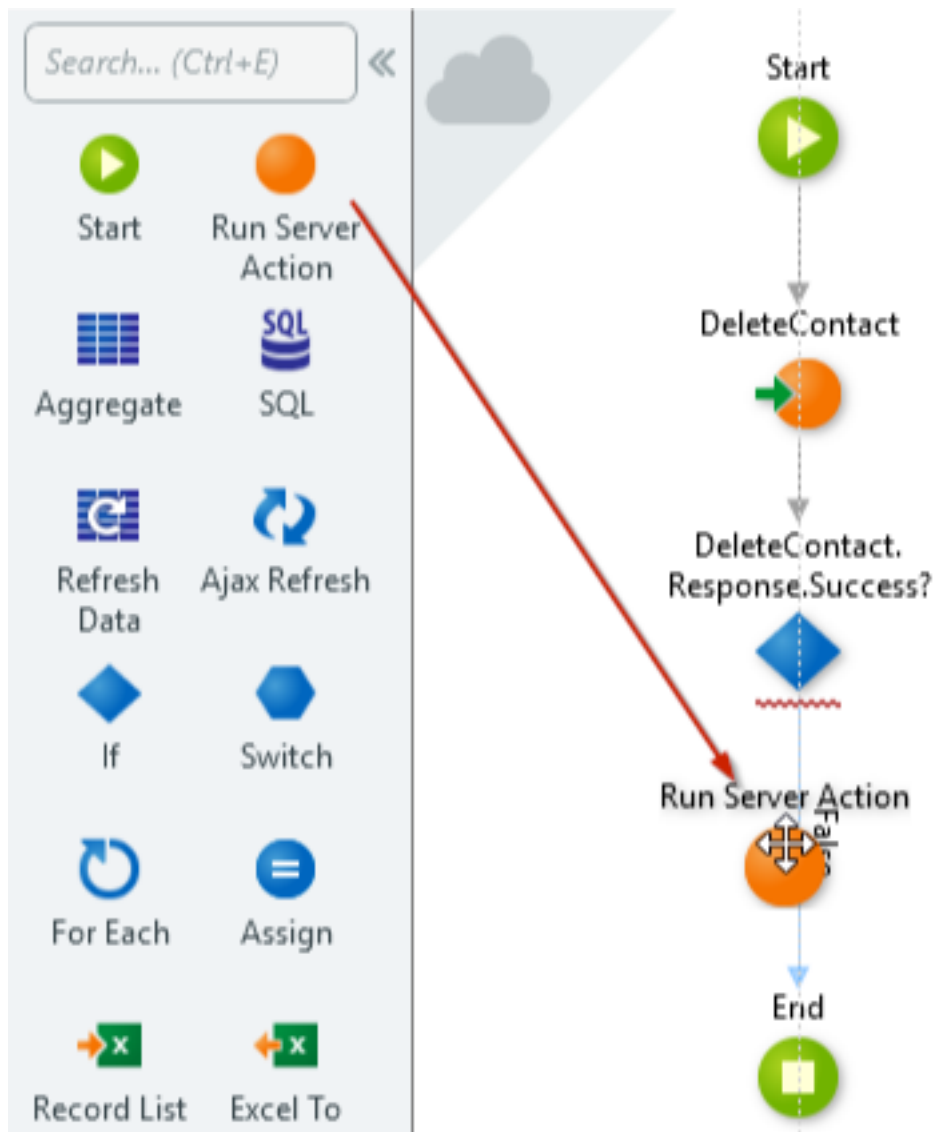 Search... (Ctrl+E)
Start
Run Server
Action
Aggregate
SQL
SQL
Refresh
Data
Ajax Refresh
If
Switch
For Each
Assign
x
Record List
x
Excel To
Start
DeleteContact
DeleteContact.
Response.Success?
Run Server Action
False
End